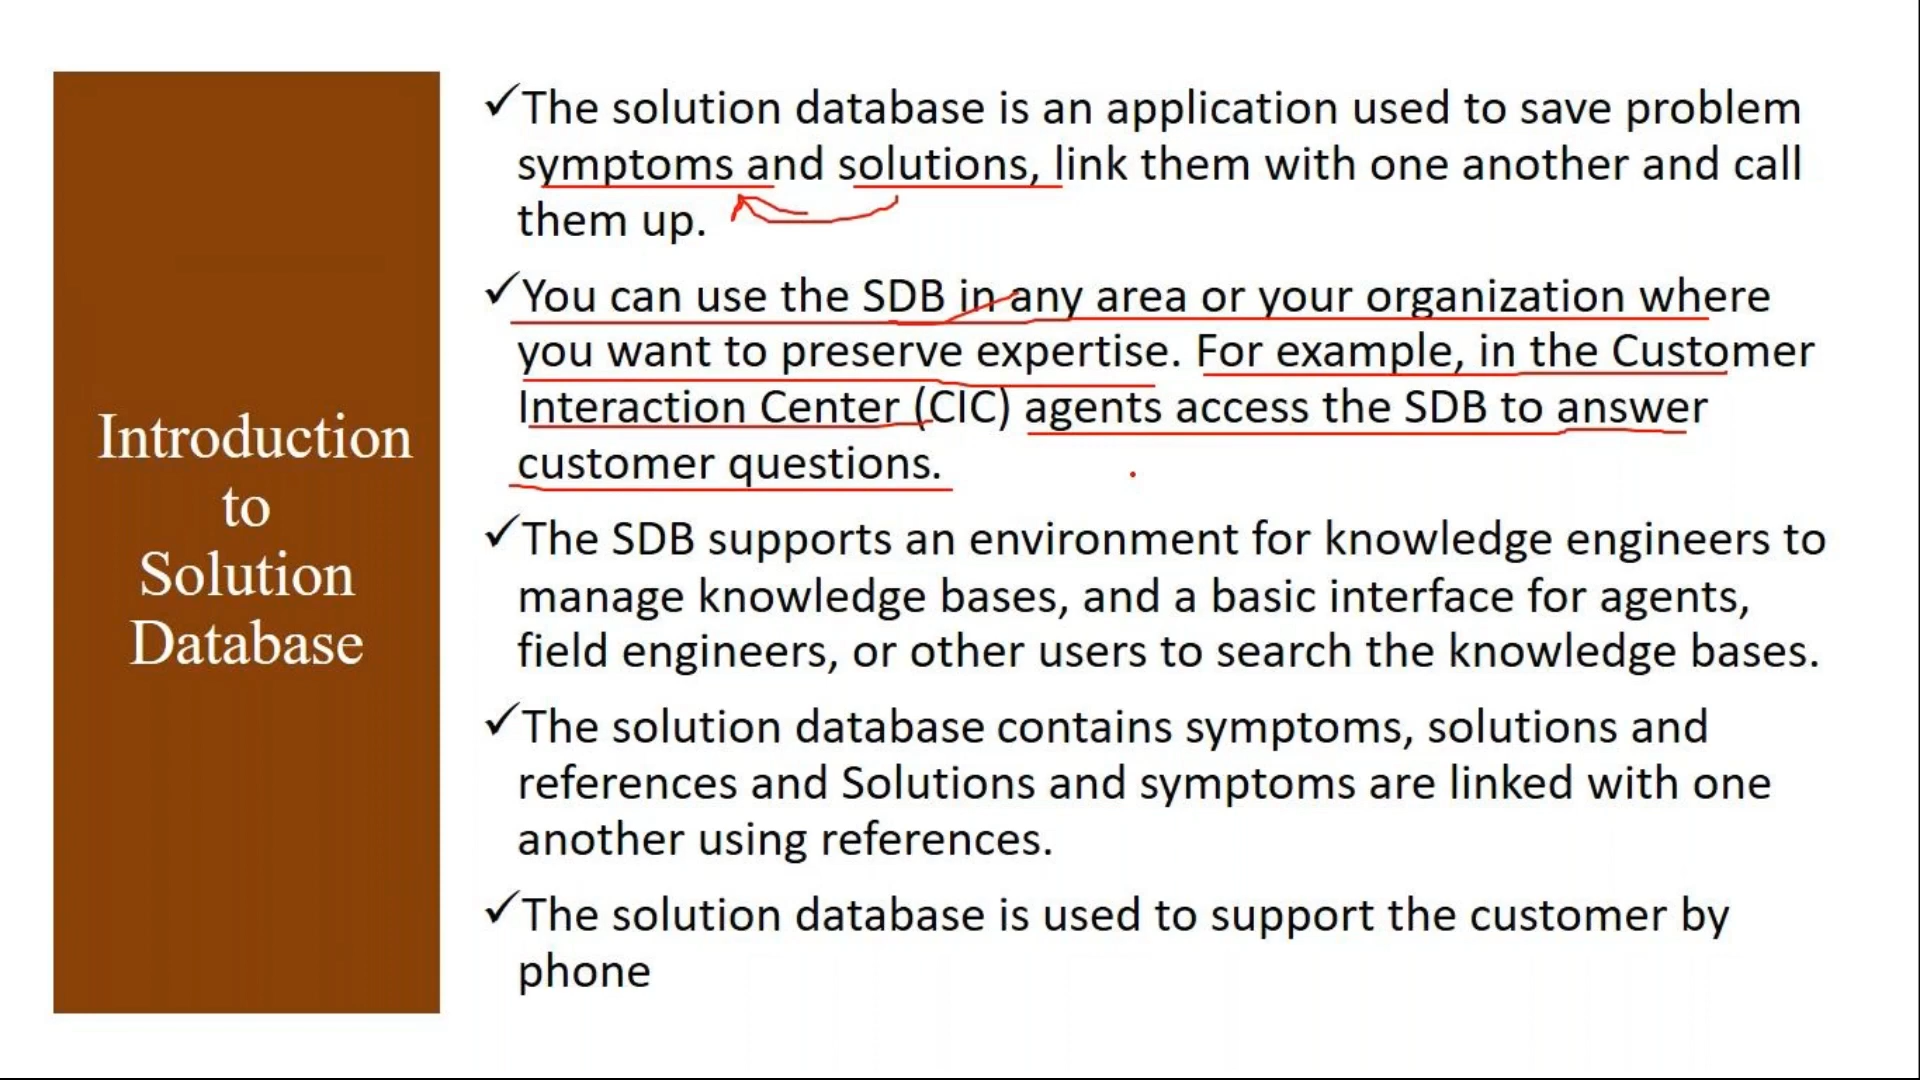 Introduction
to
Solution
Database
✓The solution database is an application used to save problem
symptoms and solutions, link them with one another and call
them up.
✓You can use the SDB in any area or your organization where
you want to preserve expertise. For example, in the Customer
Interaction Center (CIC) agents access the SDB to answer
customer questions.
✓The SDB supports an environment for knowledge engineers to
manage knowledge bases, and a basic interface for agents,
field engineers, or other users to search the knowledge bases.
✓The solution database contains symptoms, solutions and
references and Solutions and symptoms are linked with one
another using references.
✓The solution database is used to support the customer by
phone